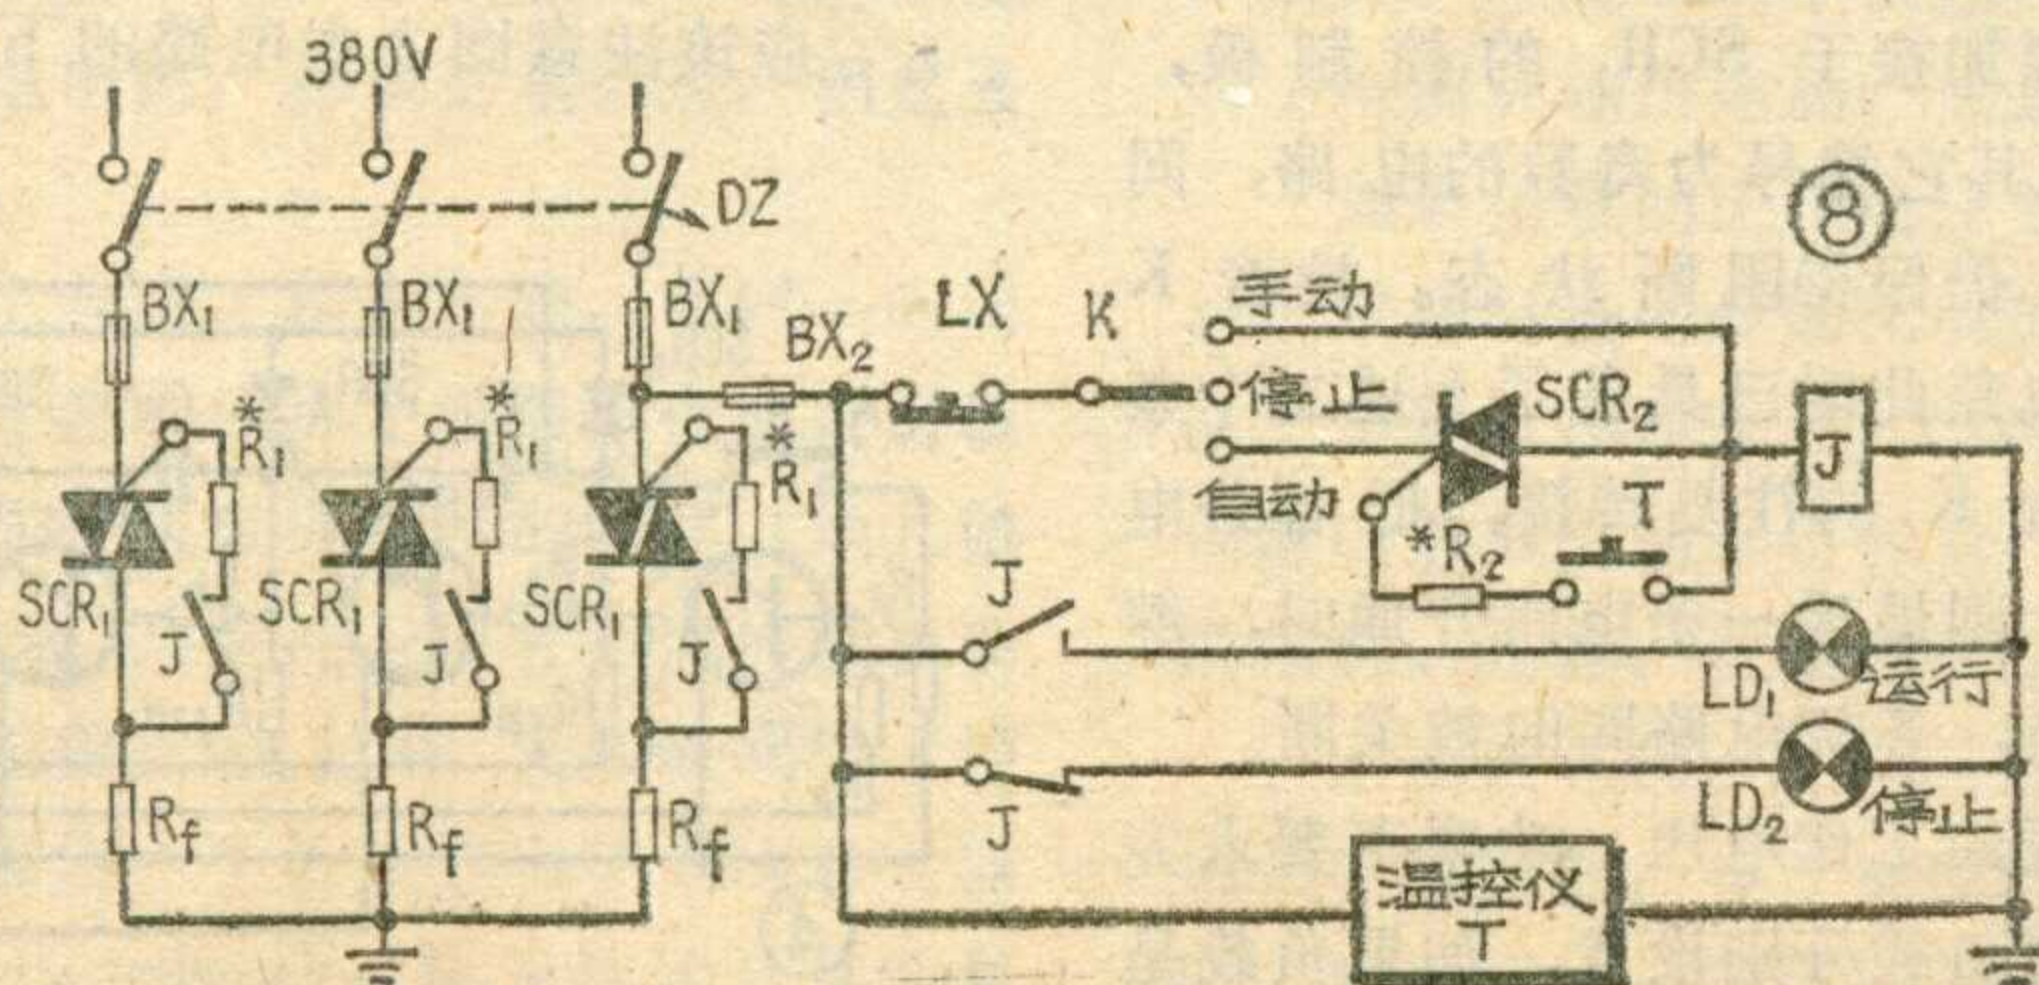 380V
DZ
⑧
BX₁
BX₁
BX₁
BX₂
LX
K
手动
停止
SCR₂
J
自动
*R₂
T
*R₁
*R₁
*R₁
SCR₁
SCR₁
SCR₁
J
J
J
J
LD₁
运行
Rf
Rf
Rf
J
LD₂
停止
温控仪
T